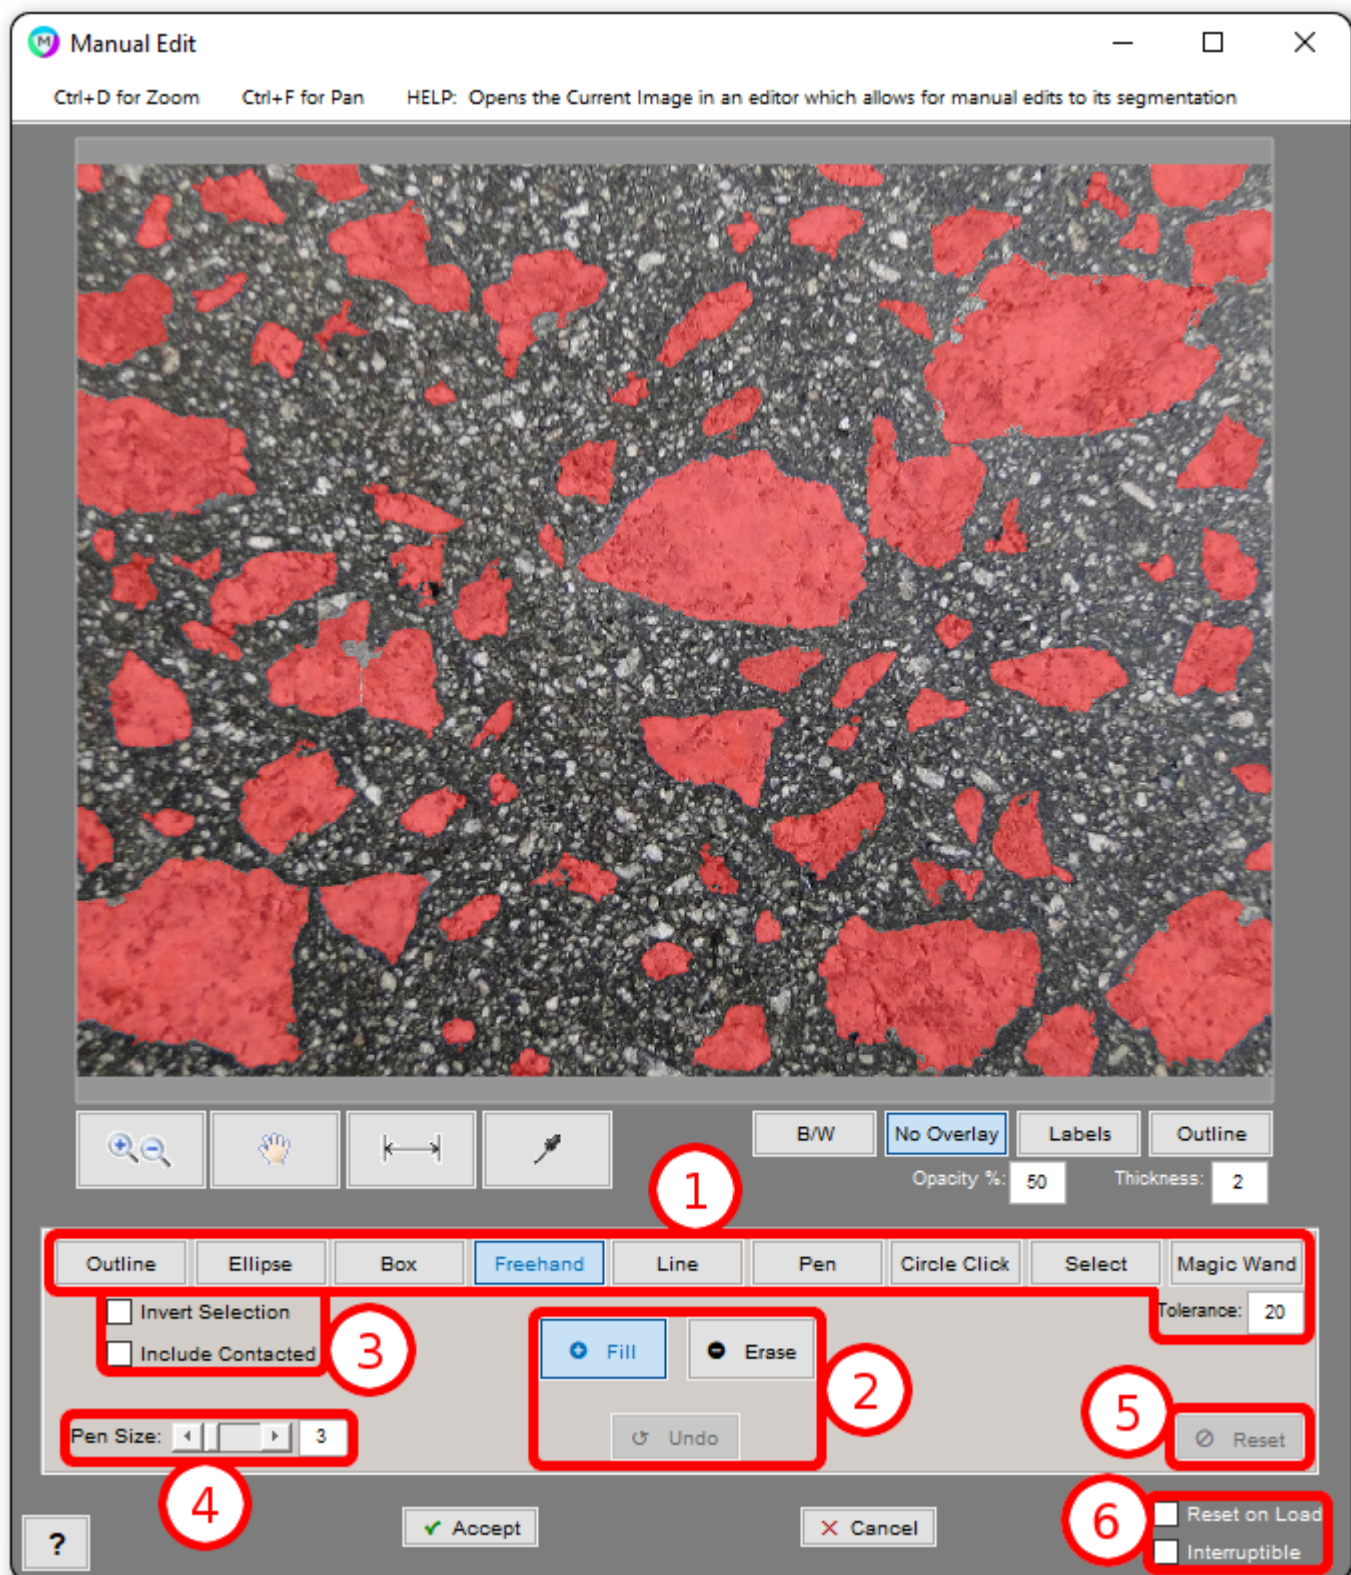 Manual Edit
Ctrl+D for Zoom Ctrl+F for Pan HELP: Opens the Current Image in an editor which allows for manual edits to its segmentation
B/W No Overlay Labels Outline
Opacity %: 50 Thickness: 2
1
Outline Ellipse Box Freehand Line Pen Circle Click Select Magic Wand
Invert Selection Tolerance: 20
Include Contacted 3 Fill Erase
2
5
Pen Size: 3 Undo Reset
4
6 Reset on Load
? Accept Cancel
Interruptible